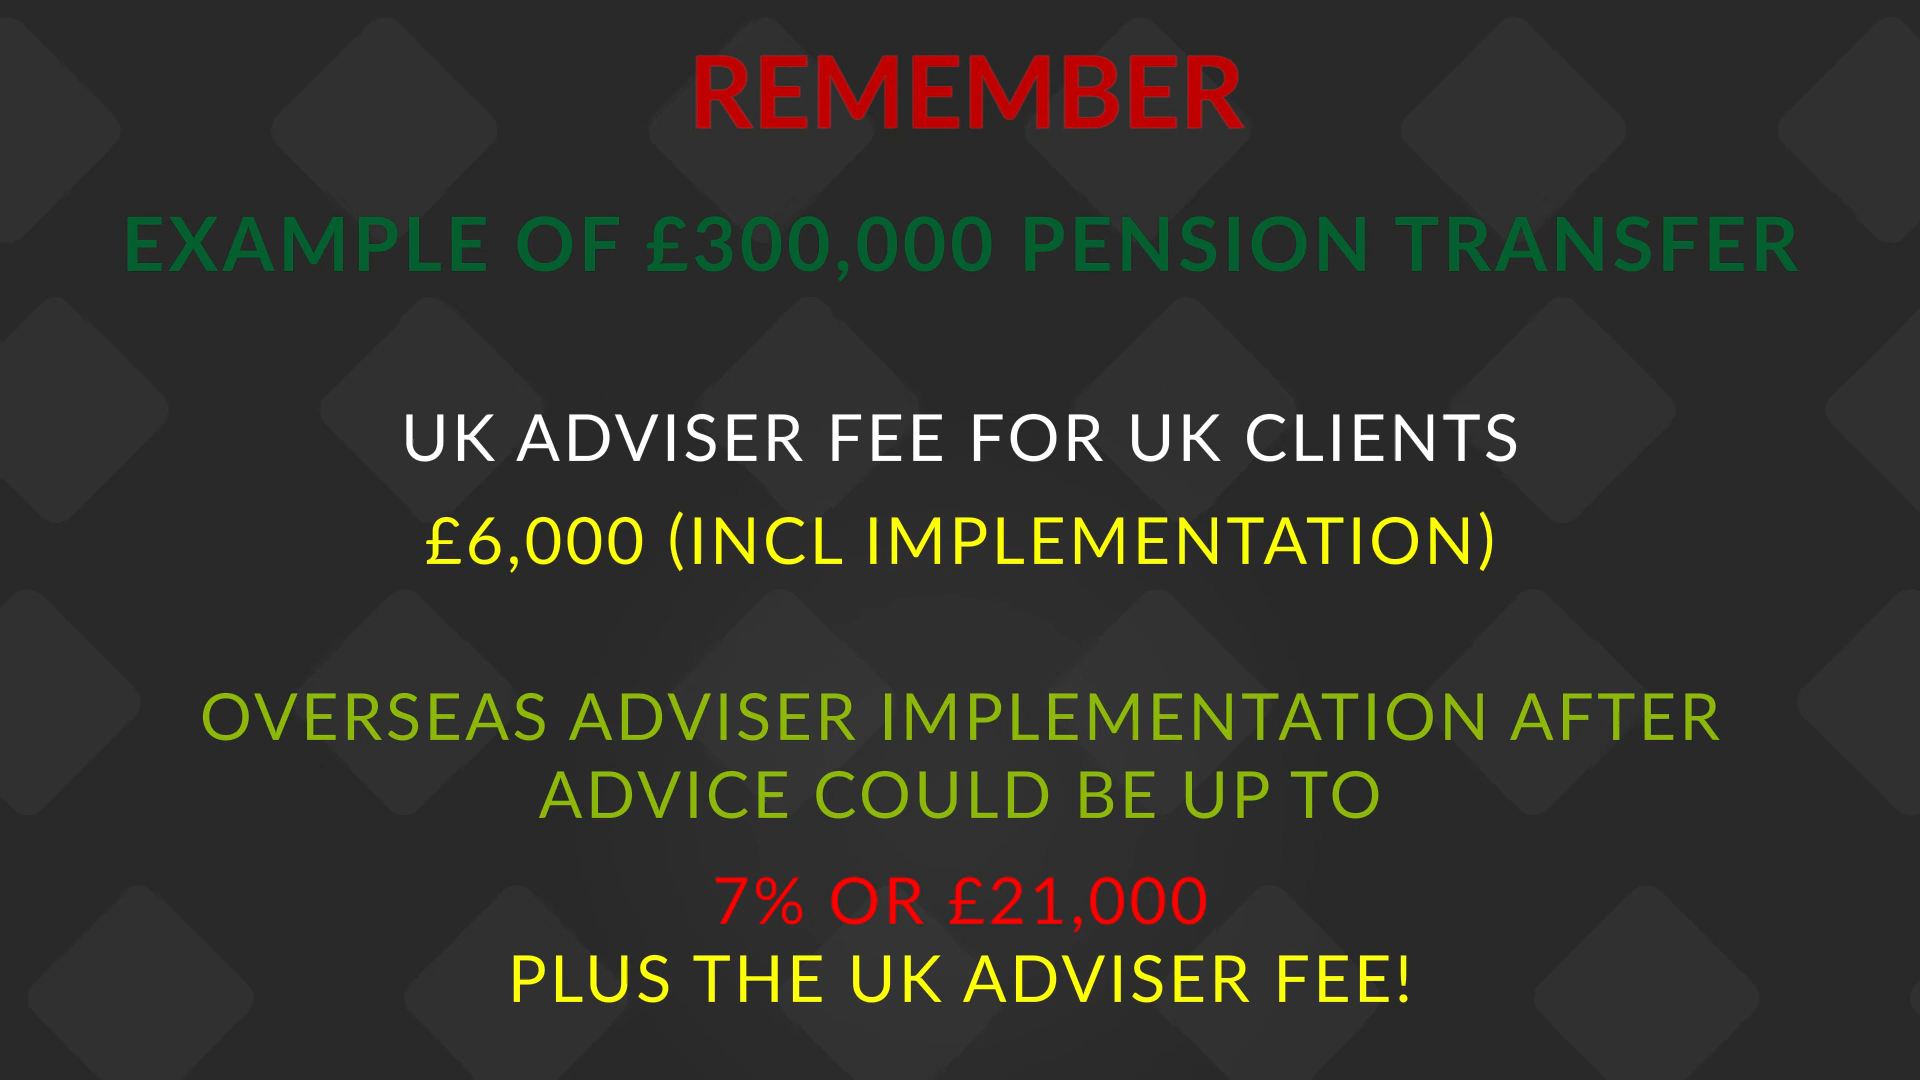 REMEMBER
EXAMPLE OF £300,000 PENSION TRANSFER
UK ADVISER FEE FOR UK CLIENTS
£6,000 (INCL IMPLEMENTATION)
OVERSEAS ADVISER IMPLEMENTATION AFTER
ADVICE COULD BE UP TO
7% OR £21,000
PLUS THE UK ADVISER FEE!